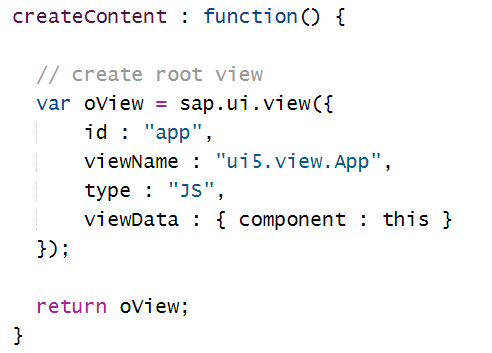 createContent : function() {
// create root view
var oView = sap.ui.view({
id : "app",
viewName : "ui5.view.App",
type : "JS",
viewData : { component : this }
});
return oView;
}